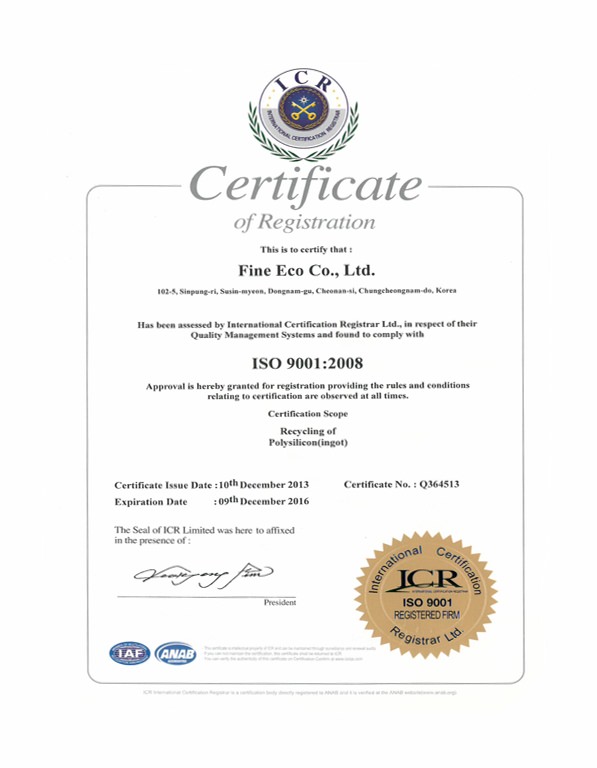 ICR
INTERNATIONAL CERTIFICATION REGISTRAR
Certificate
of Registration
This is to certify that :
Fine Eco Co., Ltd.
102-5, Sinpung-ri, Susin-myeon, Dongnam-gu, Cheonan-si, Chungcheongnam-do, Korea
Has been assessed by International Certification Registrar Ltd., in respect of their
Quality Management Systems and found to comply with
ISO 9001:2008
Approval is hereby granted for registration providing the rules and conditions
relating to certification are observed at all times.
Certification Scope
Recycling of
Polysilicon(ingot)
Certificate Issue Date :10th December 2013
Certificate No. : Q364513
Expiration Date : 09th December 2016
The Seal of ICR Limited was here to affixed
in the presence of :
President
International Certification
ICR
INTERNATIONAL CERTIFICATION REGISTRAR
ISO 9001
REGISTERED FIRM
Registrar Ltd.
IAF
ANAB
ICR International Certification Registrar is a certification body directly registered to ANAB and it is verified at the ANAB website(www.anab.org).